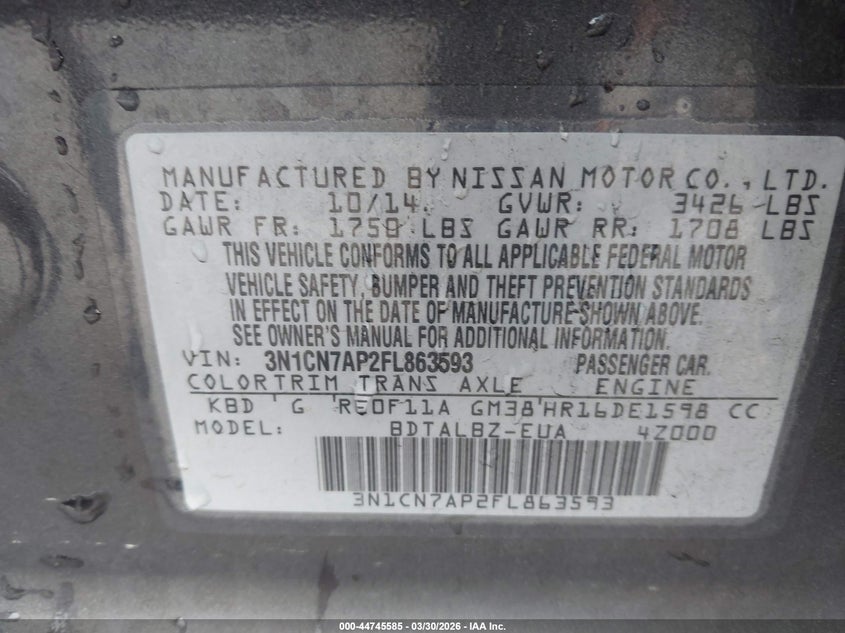 MANUFACTURED BY NISSAN MOTOR CO., LTD.
DATE: 10/14 GVWR: 3426 LBS
GAWR FR: 1750 LBS GAWR RR: 1708 LBS
THIS VEHICLE CONFORMS TO ALL APPLICABLE FEDERAL MOTOR
VEHICLE SAFETY, BUMPER AND THEFT PREVENTION STANDARDS
IN EFFECT ON THE DATE OF MANUFACTURE SHOWN ABOVE.
SEE OWNER'S MANUAL FOR ADDITIONAL INFORMATION.
VIN: 3N1CN7AP2FL863593 PASSENGER CAR.
COLOR TRIM TRANS AXLE ENGINE
KBD G RE0F11A GM38 HR16DE1598 CC
MODEL: BDTALBZ-EUA 4Z000
3N1CN7AP2FL863593
000-44745585 | 03/30/2026 - IAA Inc.